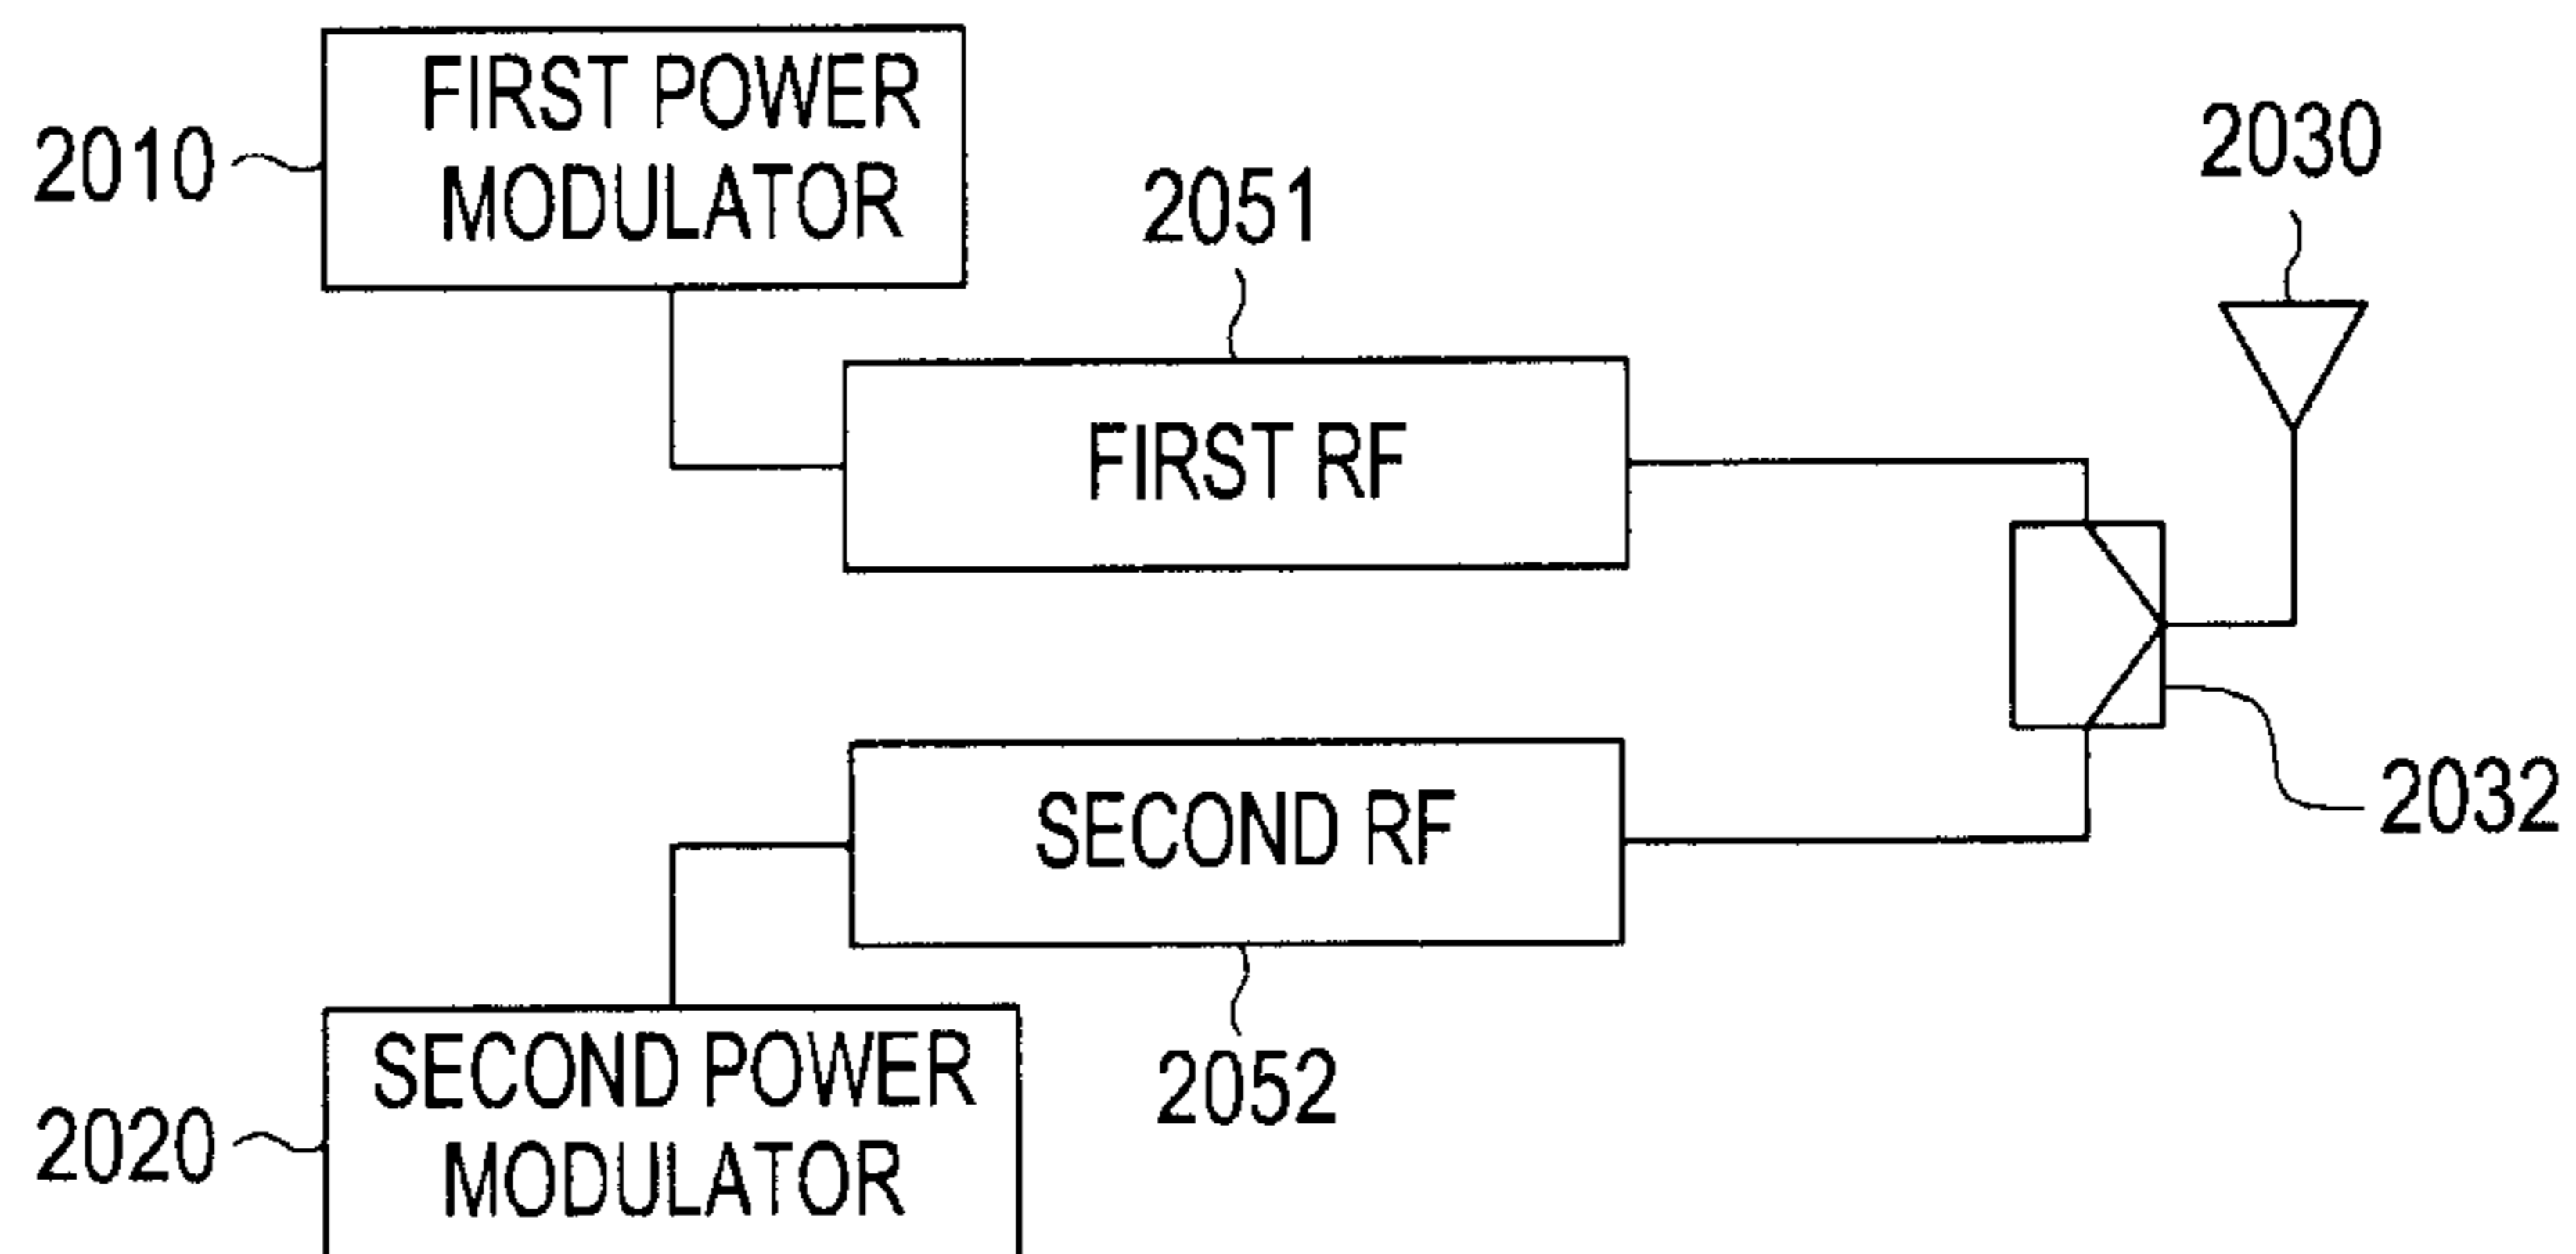 FIRST POWER
MODULATOR
2010
2051
2030
FIRST RF
SECOND RF
2032
SECOND POWER
MODULATOR
2020
2052